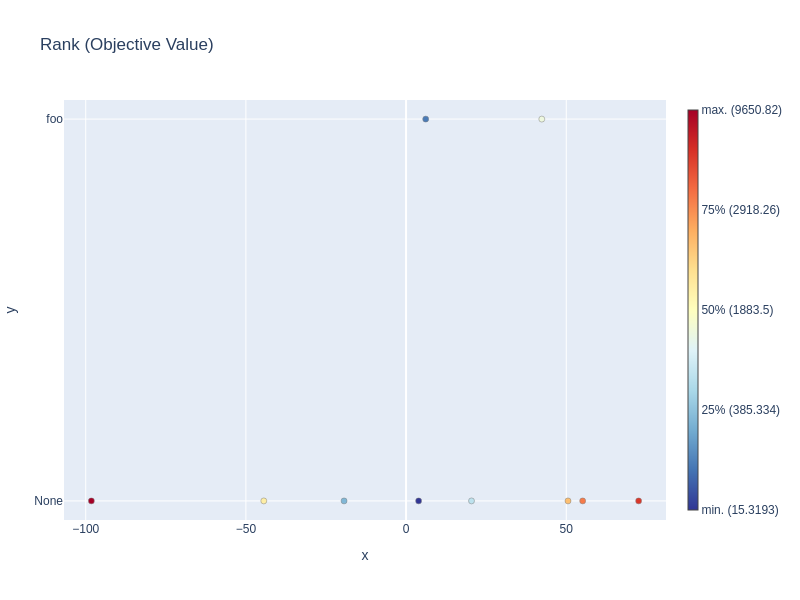 Rank (Objective Value)
foo
None
y
−100
−50
0
50
x
max. (9650.82)
75% (2918.26)
50% (1883.5)
25% (385.334)
min. (15.3193)